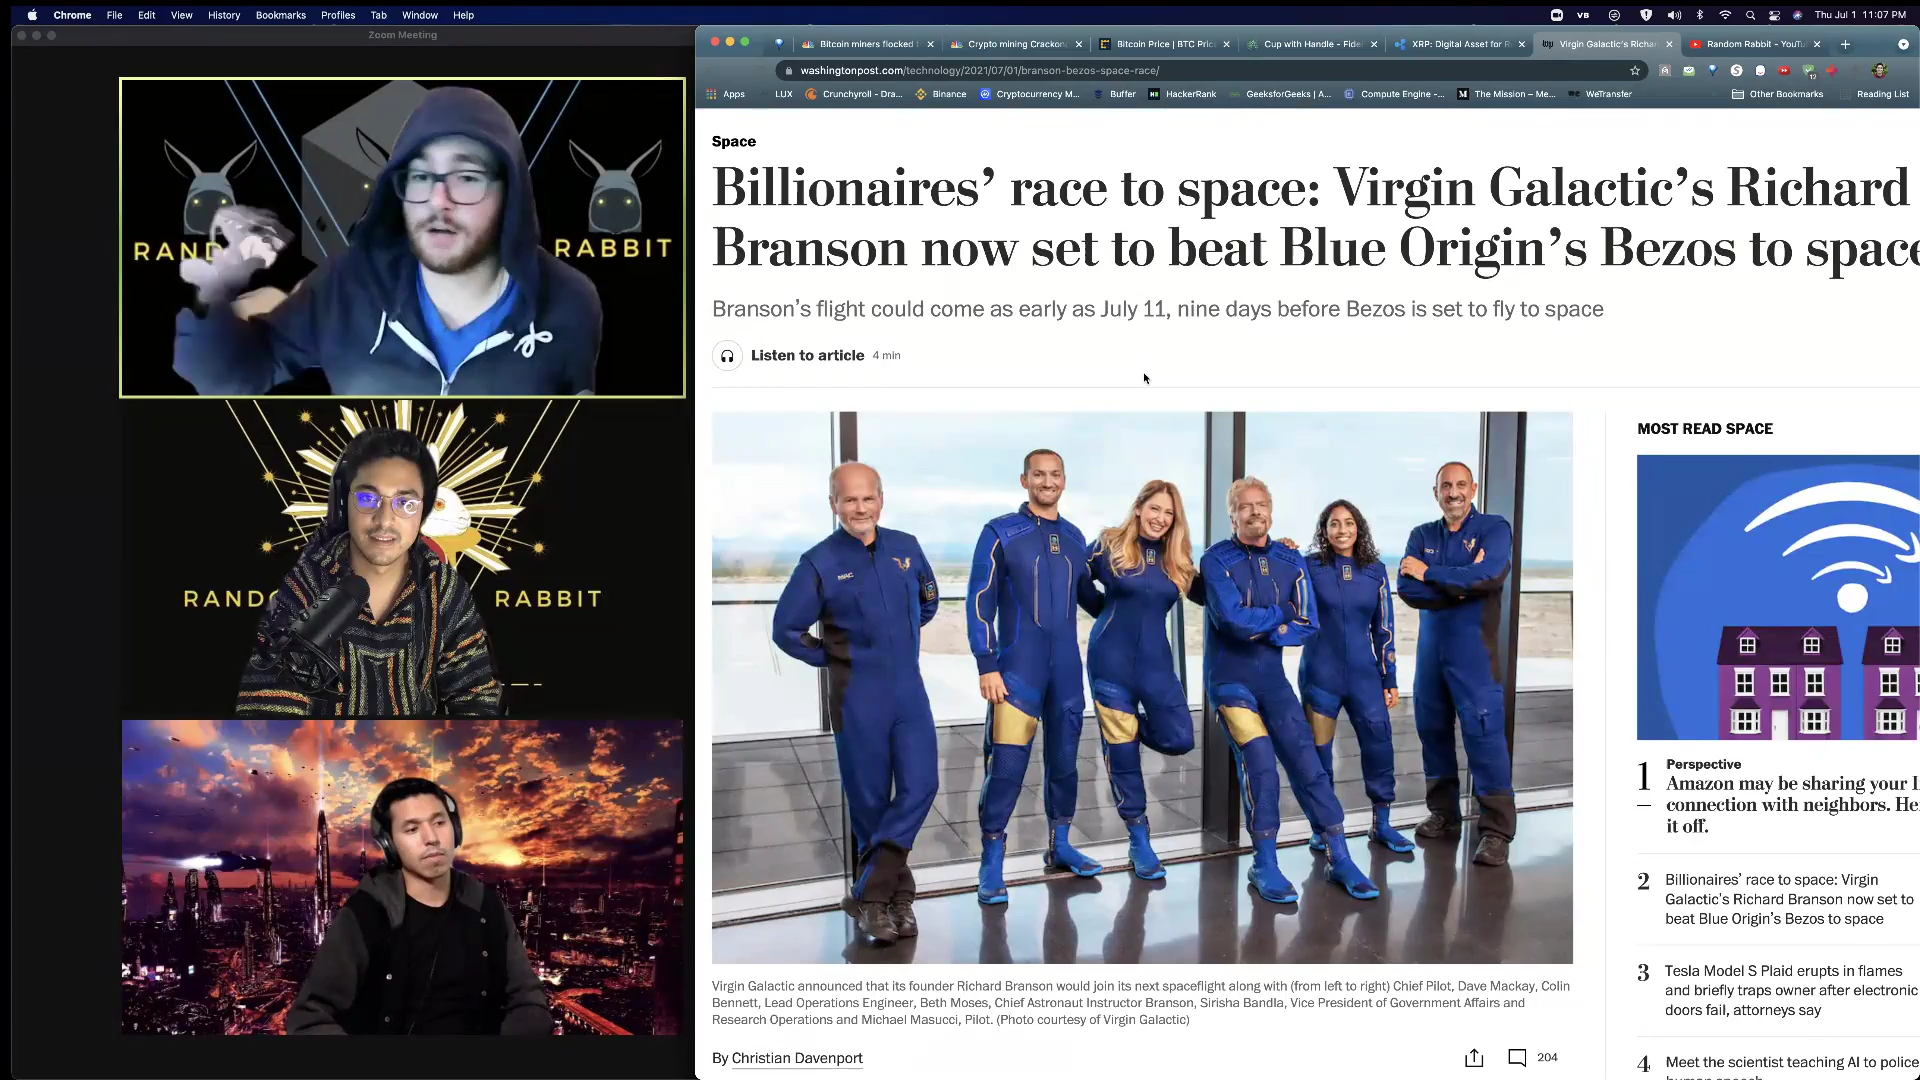 Chrome File Edit View History Bookmarks Profiles Tab Window Help
Thu Jul 1 11:07 PM
Zoom Meeting
Bitcoin miners flocked t
Crypto mining Crackon
Bitcoin Price | BTC Pric
Cup with Handle - Fidel
XRP: Digital Asset for R
Virgin Galactic's Richa
Random Rabbit - YouTu
washingtonpost.com/technology/2021/07/01/branson-bezos-space-race/
12
Apps LUX Crunchyroll - Dra... Binance Cryptocurrency M... Buffer HackerRank GeeksforGeeks | A... Compute Engine -... The Mission – Me... WeTransfer Other Bookmarks Reading List
RAND RABBIT
RANDO RABBIT
Space
Billionaires’ race to space: Virgin Galactic’s Richard
Branson now set to beat Blue Origin’s Bezos to space
Branson’s flight could come as early as July 11, nine days before Bezos is set to fly to space
Listen to article 4 min
MAC
Virgin Galactic announced that its founder Richard Branson would join its next spaceflight along with (from left to right) Chief Pilot, Dave Mackay, Colin
Bennett, Lead Operations Engineer, Beth Moses, Chief Astronaut Instructor Branson, Sirisha Bandla, Vice President of Government Affairs and
Research Operations and Michael Masucci, Pilot. (Photo courtesy of Virgin Galactic)
By Christian Davenport
204
MOST READ SPACE
1 Perspective
Amazon may be sharing your I
connection with neighbors. He
it off.
2 Billionaires’ race to space: Virgin
Galactic’s Richard Branson now set to
beat Blue Origin’s Bezos to space
3 Tesla Model S Plaid erupts in flames
and briefly traps owner after electronic
doors fail, attorneys say
4 Meet the scientist teaching AI to police